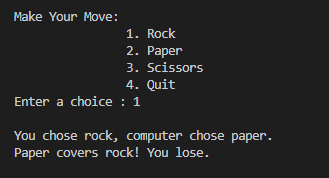 Make Your Move:
1. Rock
2. Paper
3. Scissors
4. Quit
Enter a choice : 1
You chose rock, computer chose paper.
Paper covers rock! You lose.